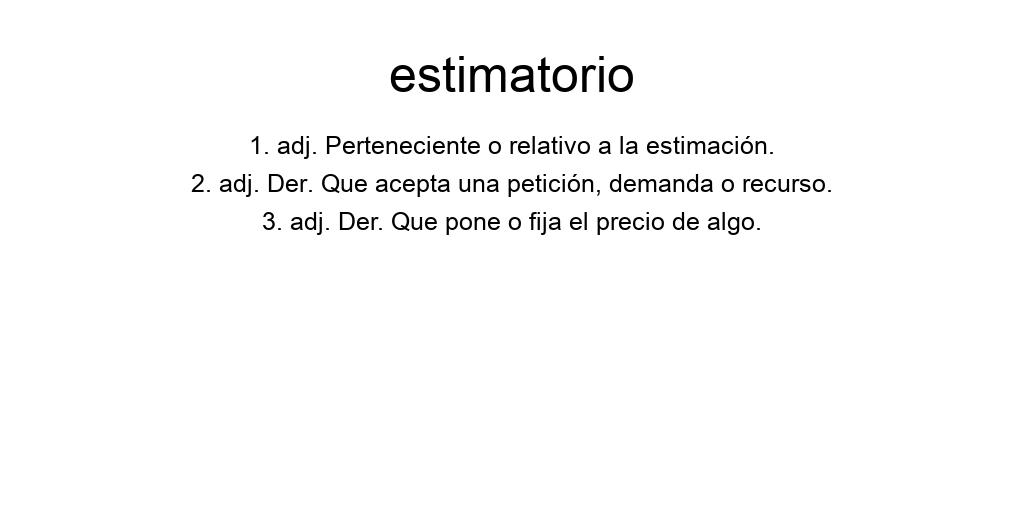 estimatorio
1. adj. Perteneciente o relativo a la estimación.
2. adj. Der. Que acepta una petición, demanda o recurso.
3. adj. Der. Que pone o fija el precio de algo.